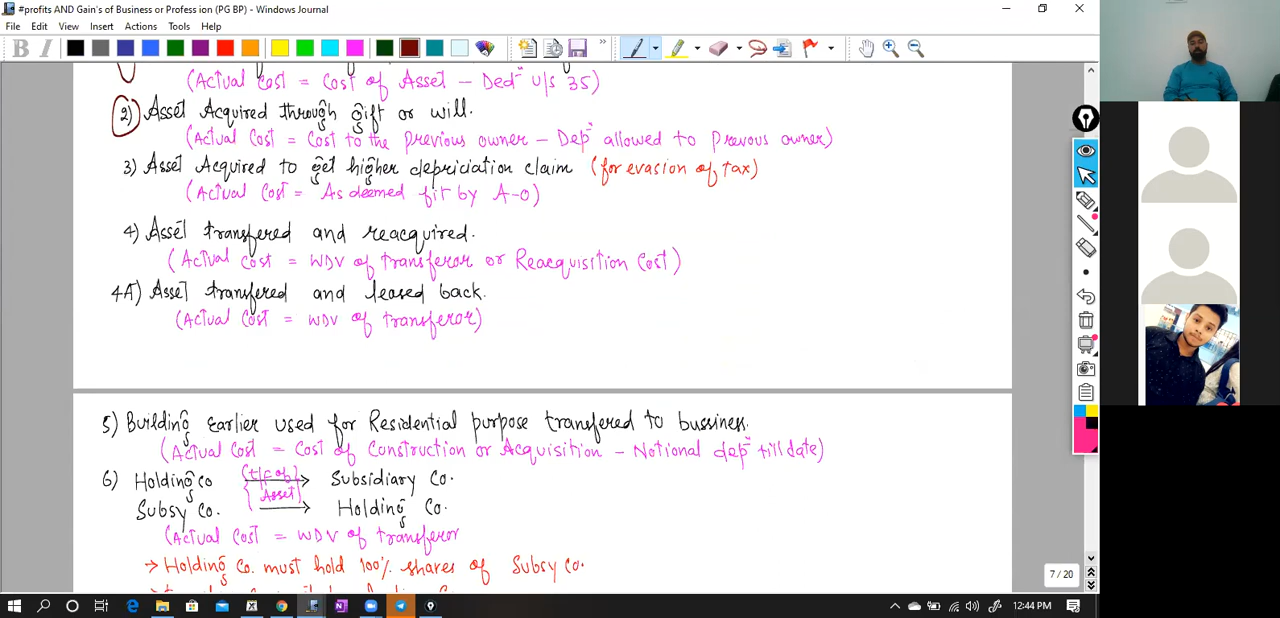 #profits AND Gain's of Business or Profess ion (PG BP) - Windows Journal
File Edit View Insert Actions Tools Help
B I
(Actual Cost = Cost of Asset - Dedⁿ u/s 35)
2) Asset Acquired through gift or will.
(Actual Cost = Cost to the previous owner - Depⁿ allowed to prevous owner)
3) Asset Acquired to get higher depriciation claim (for evasion of tax)
(Actual Cost = As deemed fit by A-O)
4) Asset transfered and reacquired.
(Actual Cost = WDV of transferor or Reacquisition Cost)
4A) Asset transfered and leased back.
(Actual Cost = WDV of transferor)
5) Building earlier used for Residential purpose transfered to bussiness.
(Actual Cost = Cost of Construction or Acquisition - Notional depⁿ till date)
6) Holding Co (t/f of Asset) → Subsidiary Co.
Subsy Co. → Holding Co.
(Actual Cost = WDV of transferor
→ Holding Co. must hold 100% shares of Subsy Co.
7 / 20
12:44 PM